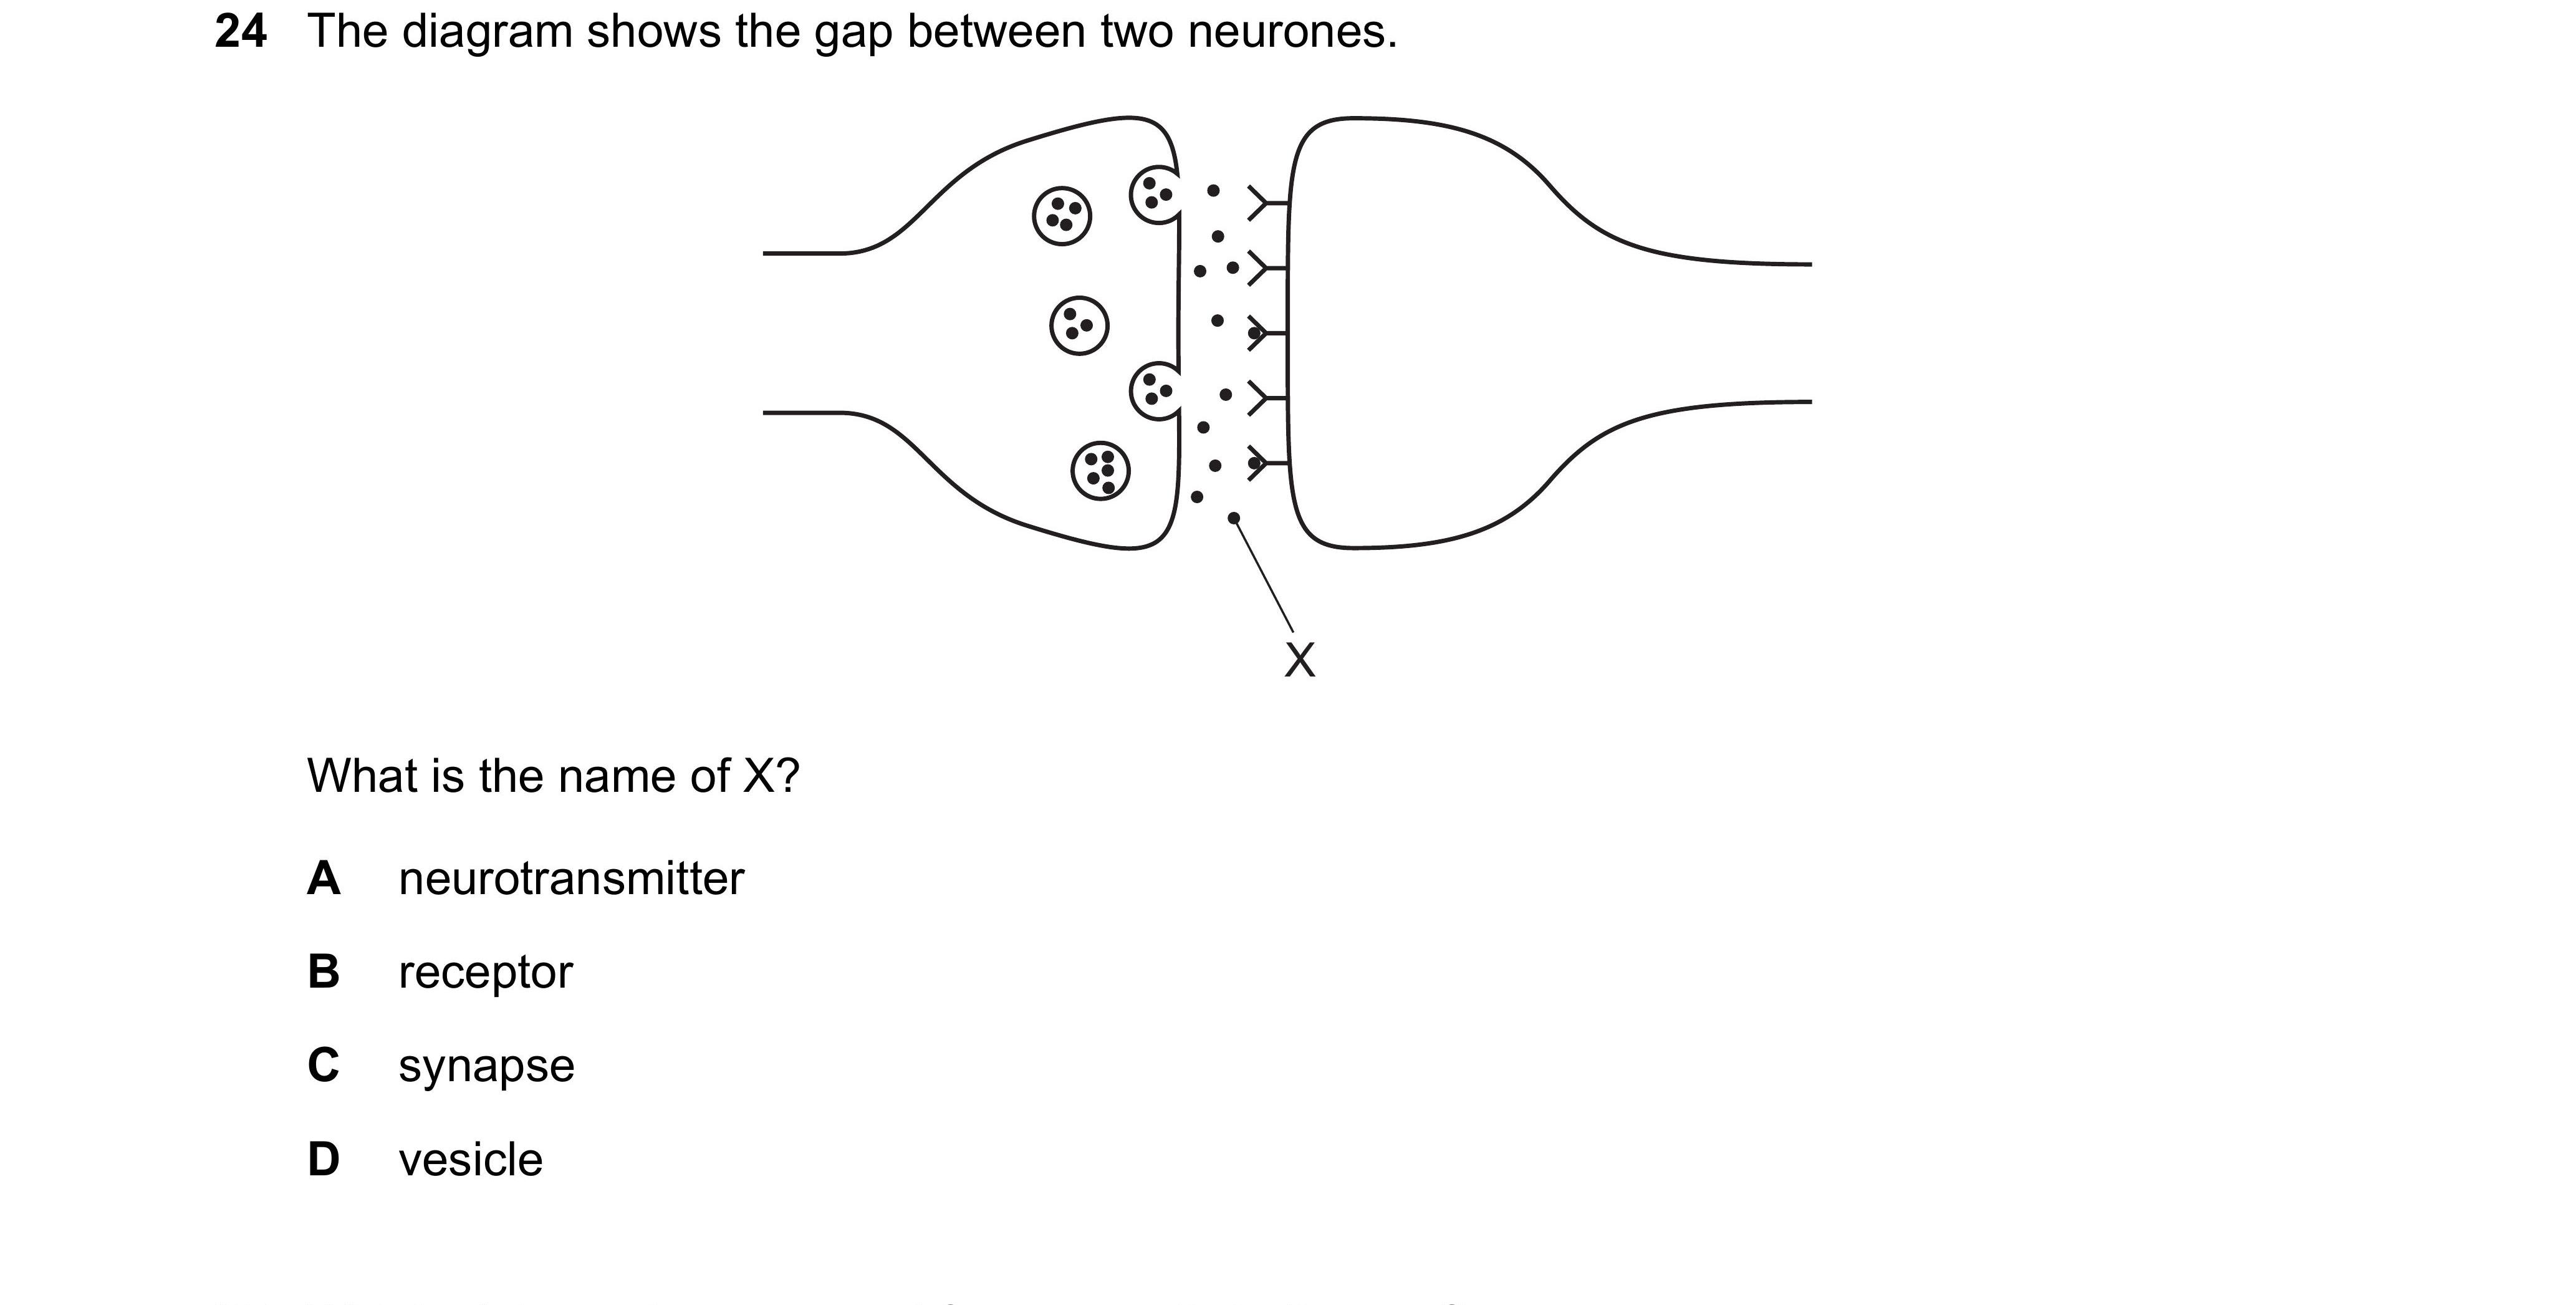 24 The diagram shows the gap between two neurones.
X
What is the name of X?
A neurotransmitter
B receptor
C synapse
D vesicle